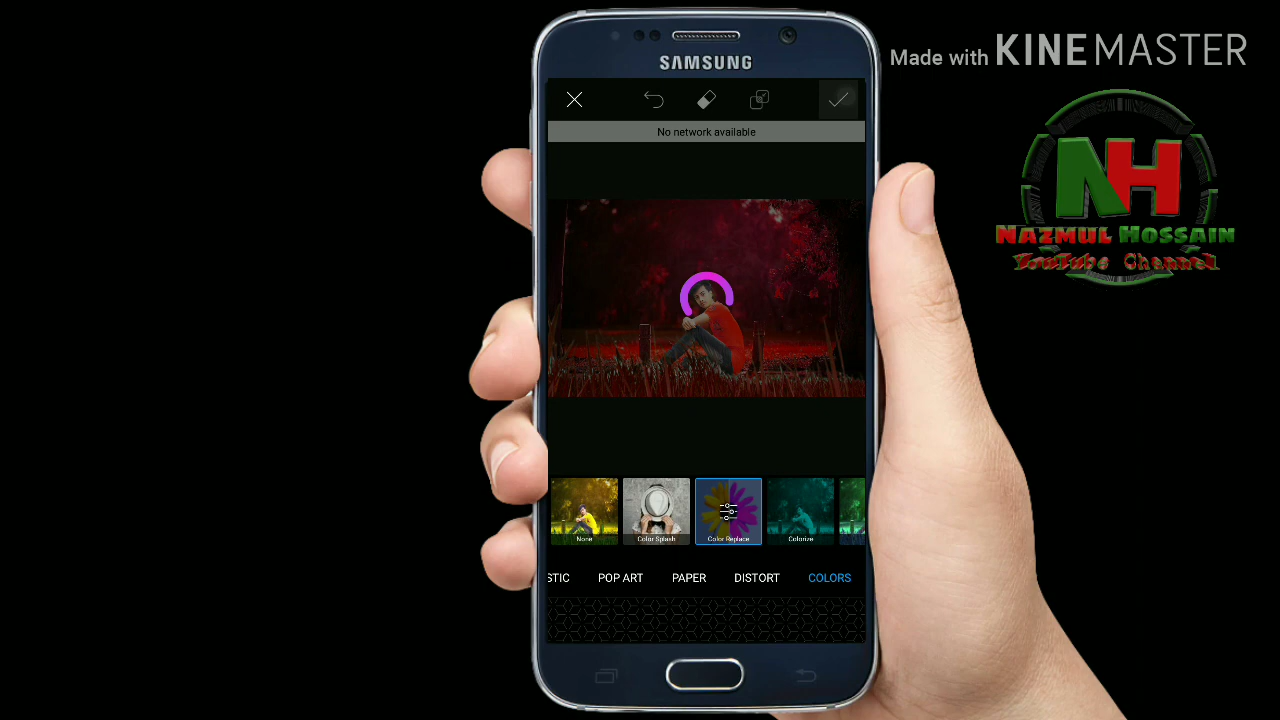 Made with KINEMASTER
SAMSUNG
NH
NAZMUL HOSSAIN
YouTube Channel
No network available
None
Color Splash
Color Replace
Colorize
STIC
POP ART
PAPER
DISTORT
COLORS